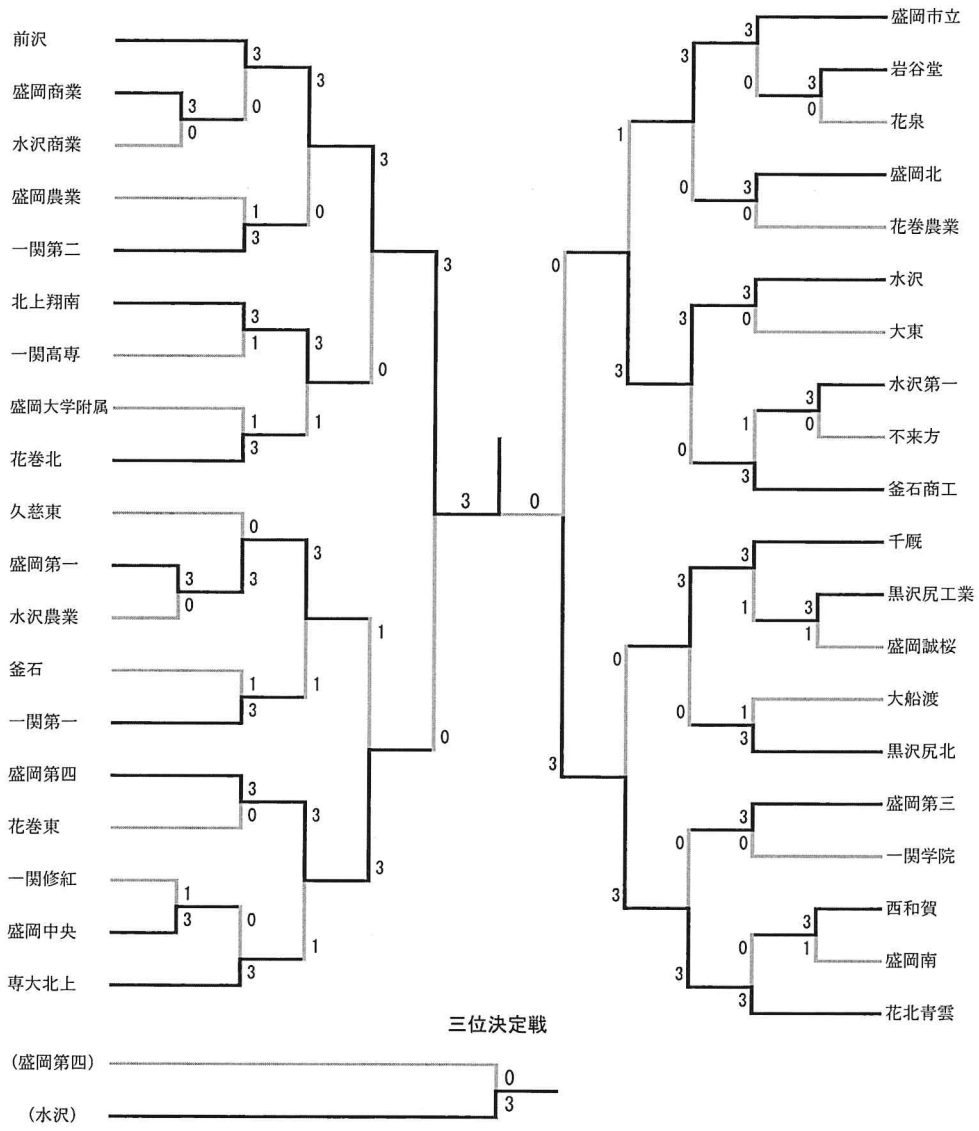 前沢
3
盛岡商業
3
0
3
水沢商業
0
盛岡農業
1
0
一関第二
3
3
北上翔南
3
3
一関高専
1
0
盛岡大学附属
1
1
花巻北
3
3
久慈東
0
3
盛岡第一
3
3
水沢農業
0
1
釜石
1
1
一関第一
3
0
盛岡第四
3
3
花巻東
0
3
一関修紅
1
0
1
盛岡中央
3
専大北上
3
3
0
盛岡市立
3
3
岩谷堂
0
3
花泉
0
1
盛岡北
3
0
花巻農業
0
0
水沢
3
3
大東
0
3
水沢第一
3
1
不来方
0
0
釜石商工
3
千厩
3
3
黒沢尻工業
3
1
盛岡誠桜
1
0
大船渡
1
0
黒沢尻北
3
3
盛岡第三
3
0
一関学院
0
3
西和賀
3
0
盛岡南
1
3
花北青雲
3
三位決定戦
(盛岡第四)
0
3
(水沢)